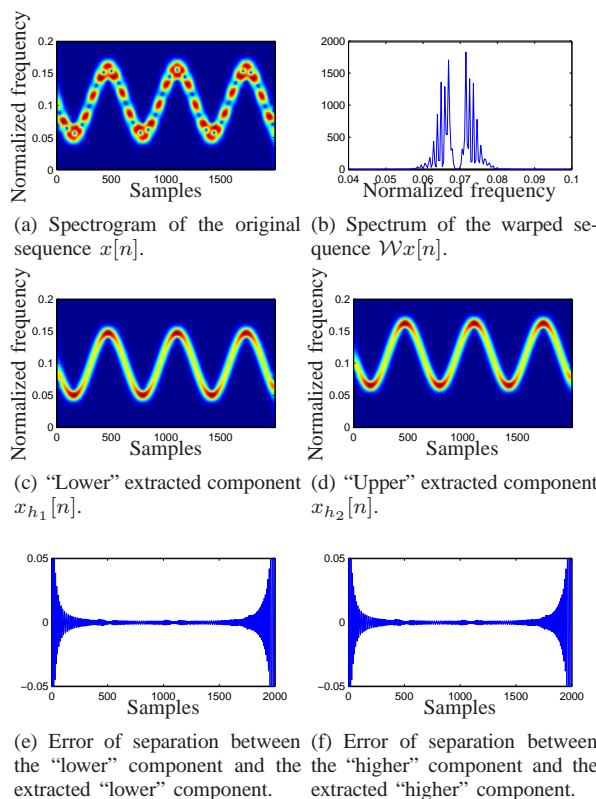 0.2
0.15
0.1
0.05
0
0 500 1000 1500
Normalized frequency
Samples
(a) Spectrogram of the original
sequence x[n].
2000
1500
1000
500
0
0.04 0.05 0.06 0.07 0.08 0.09 0.1
Normalized frequency
(b) Spectrum of the warped se-
quence 𝒲x[n].
0.2
0.15
0.1
0.05
0
0 500 1000 1500
Normalized frequency
Samples
(c) “Lower” extracted component
x_{h_1}[n].
0.2
0.15
0.1
0.05
0
0 500 1000 1500
Normalized frequency
Samples
(d) “Upper” extracted component
x_{h_2}[n].
0.05
0
−0.05
0 500 1000 1500 2000
Samples
(e) Error of separation between
the “lower” component and the
extracted “lower” component.
0.05
0
−0.05
0 500 1000 1500 2000
Samples
(f) Error of separation between
the “higher” component and the
extracted “higher” component.